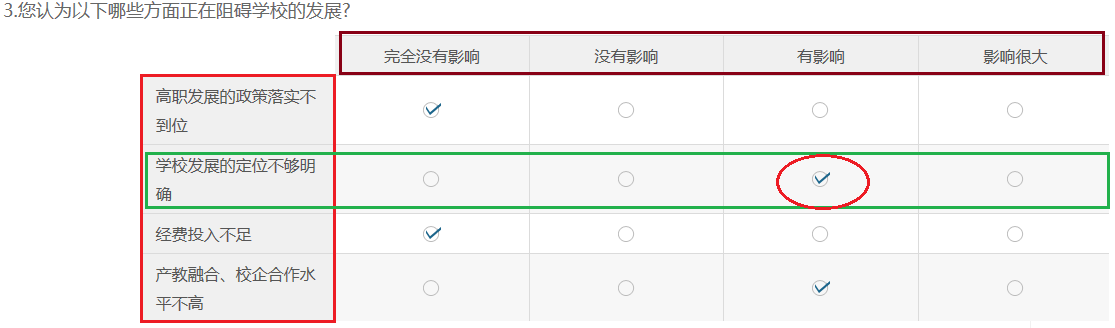 3.您认为以下哪些方面正在阻碍学校的发展?
完全没有影响 没有影响 有影响 影响很大
高职发展的政策落实不
到位
学校发展的定位不够明
确
经费投入不足
产教融合、校企合作水
平不高